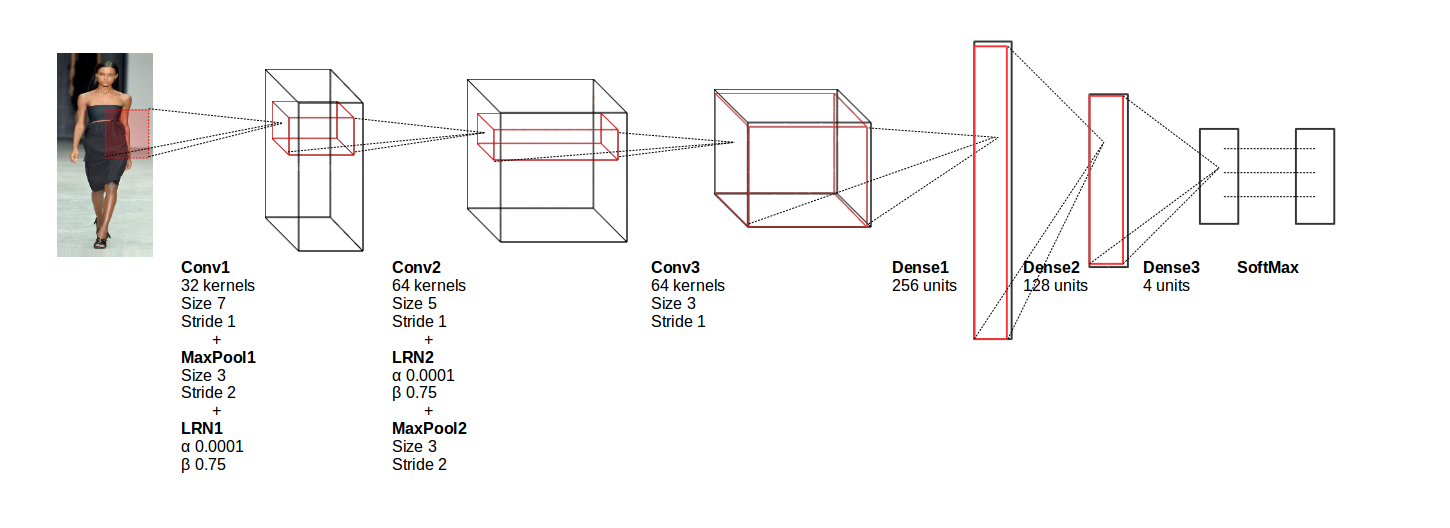 Conv1
32 kernels
Size 7
Stride 1
+
MaxPool1
Size 3
Stride 2
+
LRN1
α 0.0001
β 0.75
Conv2
64 kernels
Size 5
Stride 1
+
LRN2
α 0.0001
β 0.75
+
MaxPool2
Size 3
Stride 2
Conv3
64 kernels
Size 3
Stride 1
Dense1
256 units
Dense2
128 units
Dense3
4 units
SoftMax